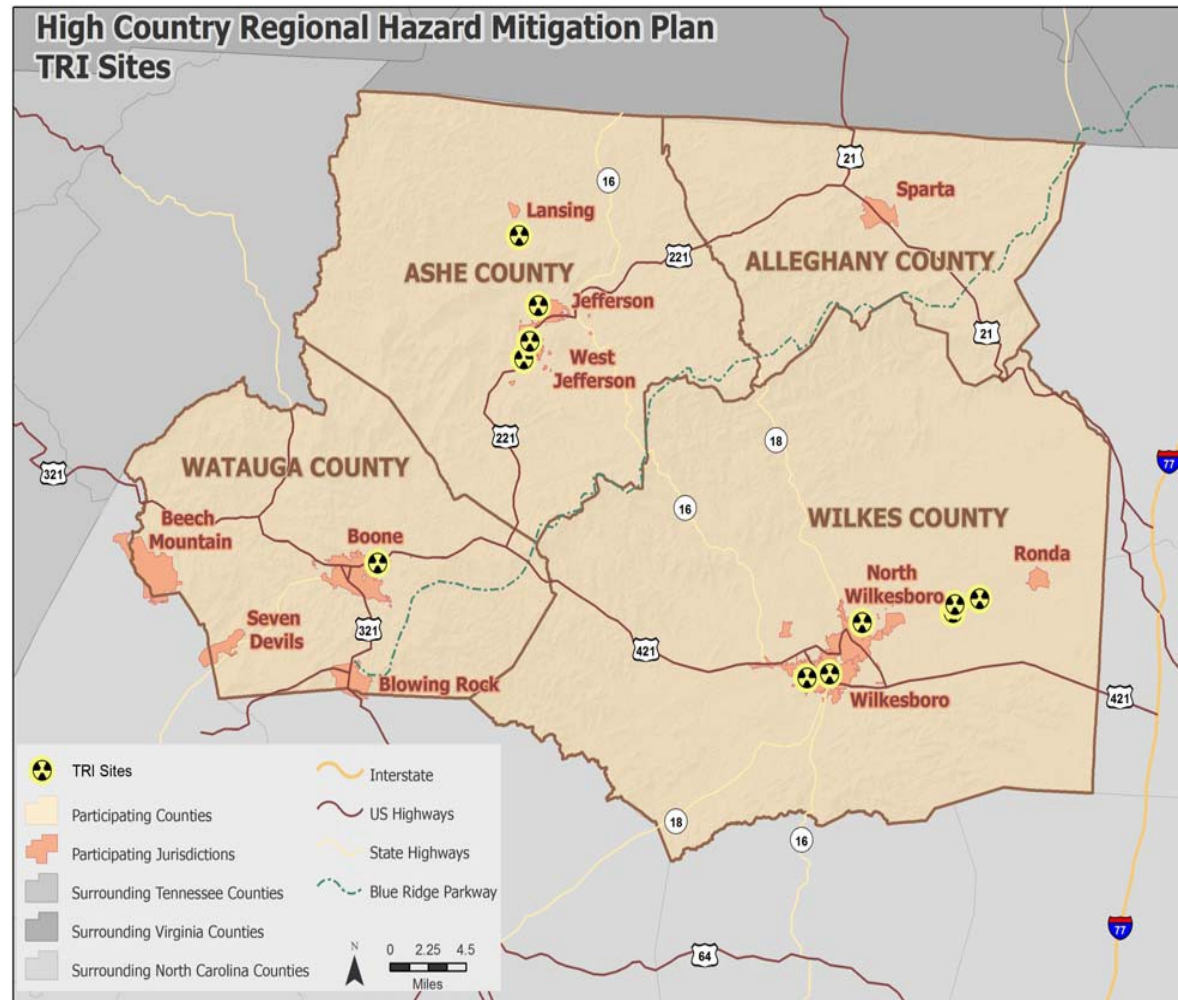 High Country Regional Hazard Mitigation Plan
TRI Sites
21
16
Sparta
Lansing
221
ASHE COUNTY
ALLEGHANY COUNTY
Jefferson
21
West
Jefferson
18
221
77
321
WATAUGA COUNTY
16
WILKES COUNTY
Beech
Mountain
Boone
Ronda
North
Wilkesboro
Seven
Devils
321
421
Blowing Rock
Wilkesboro
421
TRI Sites
Participating Counties
Participating Jurisdictions
Surrounding Tennessee Counties
Surrounding Virginia Counties
Surrounding North Carolina Counties
Interstate
US Highways
State Highways
Blue Ridge Parkway
N
0 2.25 4.5
Miles
18
16
77
64